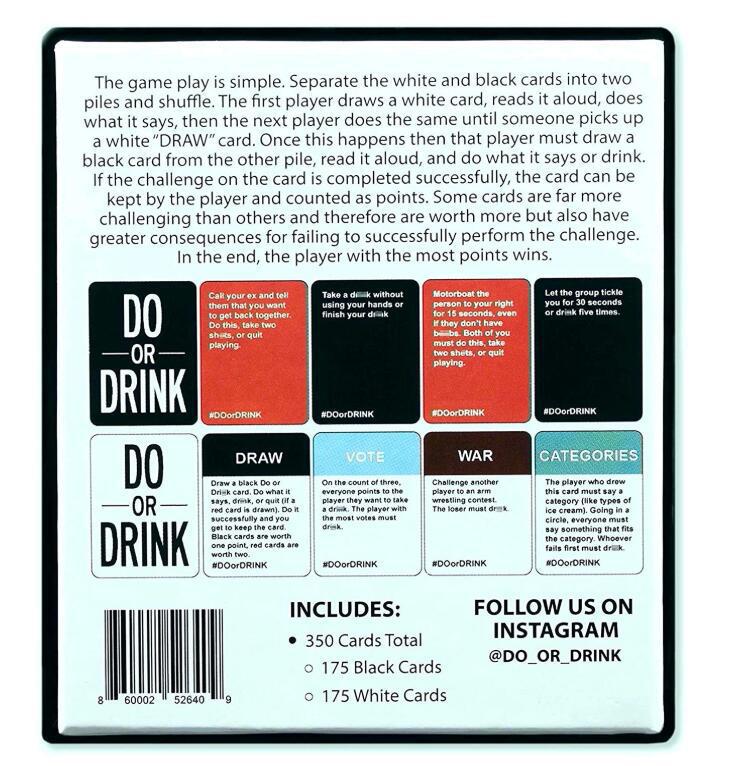 The game play is simple. Separate the white and black cards into two
piles and shuffle. The first player draws a white card, reads it aloud, does
what it says, then the next player does the same until someone picks up
a white "DRAW" card. Once this happens then that player must draw a
black card from the other pile, read it aloud, and do what it says or drink.
If the challenge on the card is completed successfully, the card can be
kept by the player and counted as points. Some cards are far more
challenging than others and therefore are worth more but also have
greater consequences for failing to successfully perform the challenge.
In the end, the player with the most points wins.
DO
OR
DRINK
Call your ex and tell
them that you want
to get back together.
Do this, take two
or quit
playing.
#DOorDRINK
Take a without
using your hands or
finish your
#DOorDRINK
Motorboat the
person to your right
for 15 seconds, even
if they don't have
Both of you
must do this, take
two or quit
playing.
#DOorDRINK
Let the group tickle
you for 30 seconds
or five times.
#DOorDRINK
DO
OR
DRINK
DRAW
Draw a black Do or
card. Do what it
says, or quit (if a
red card is drawn). Do it
successfully and you
get to keep the card.
Black cards are worth
one point, red cards are
worth two.
#DOorDRINK
VOTE
On the count of three,
everyone points to the
player they want to take
a The player with
the most votes must
#DOorDRINK
WAR
Challenge another
player to an arm
wrestling contest.
The loser must
#DOorDRINK
CATEGORIES
The player who drew
this card must say a
category (like types of
ice cream). Going in a
circle, everyone must
say something that fits
the category. Whoever
fails first must
#DOorDRINK
8 60002 52640 9
INCLUDES:
• 350 Cards Total
○ 175 Black Cards
○ 175 White Cards
FOLLOW US ON
INSTAGRAM
@DO_OR_DRINK